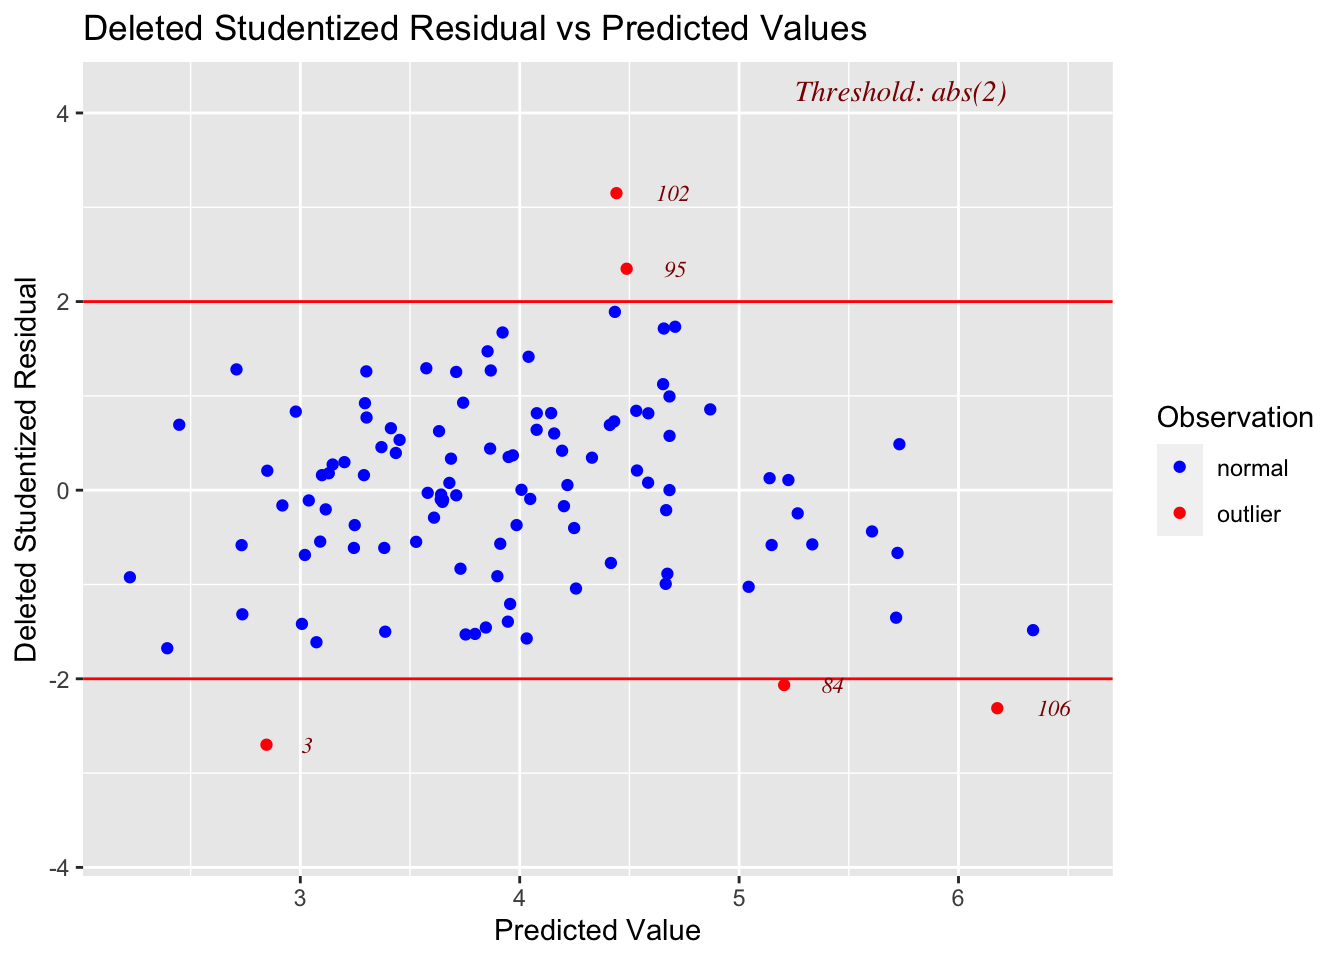 Deleted Studentized Residual vs Predicted Values
Threshold: abs(2)
4
2
0
-2
-4
Deleted Studentized Residual
102
95
84
106
3
3
4
5
6
Predicted Value
Observation
normal
outlier